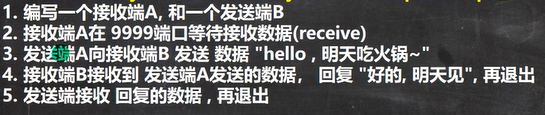 1. 编写一个接收端A, 和一个发送端B
2. 接收端A在 9999端口等待接收数据(receive)
3. 发送端A向接收端B 发送 数据 "hello , 明天吃火锅~"
4. 接收端B接收到 发送端A发送的数据， 回复 "好的, 明天见", 再退出
5. 发送端接收 回复的数据 , 再退出